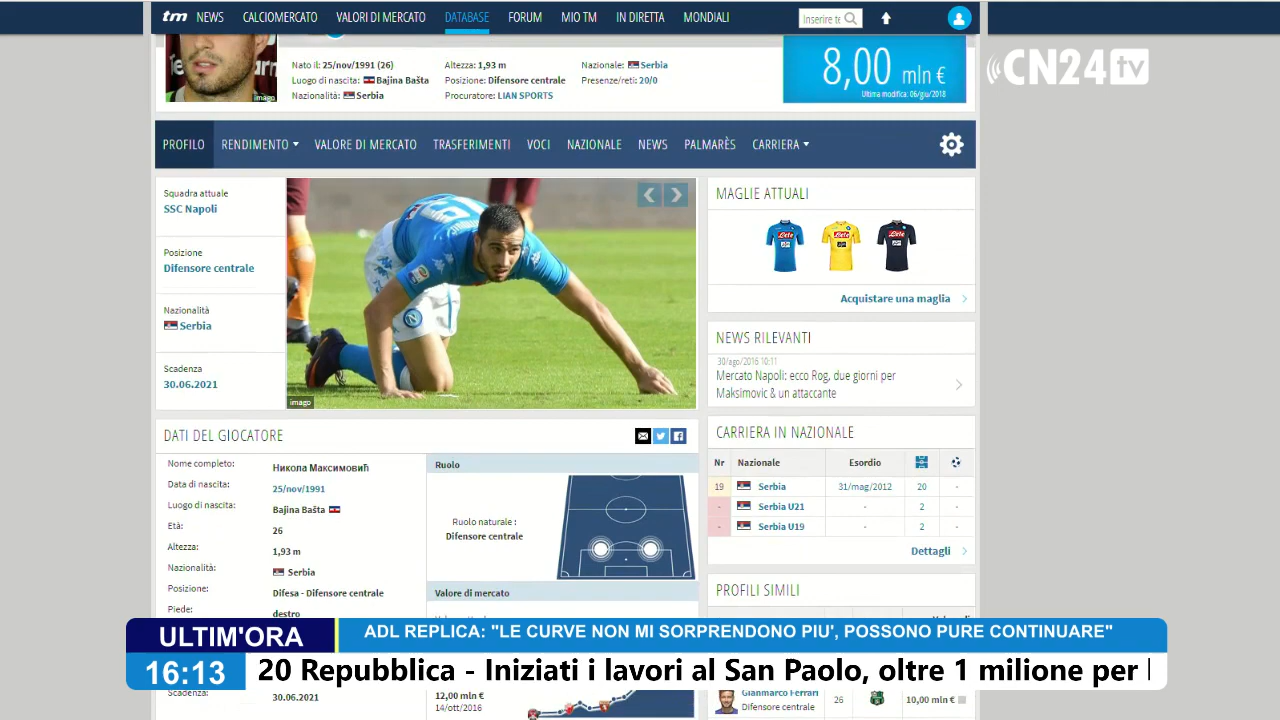 tm NEWS CALCIOMERCATO VALORI DI MERCATO DATABASE FORUM MIO TM IN DIRETTA MONDIALI Inserire te
CN24 tv
Nato il: 25/nov/1991 (26)
Luogo di nascita: Bajina Bašta
Nazionalità: Serbia
Altezza: 1,93 m
Posizione: Difensore centrale
Procuratore: LIAN SPORTS
Nazionale: Serbia
Presenze/reti: 20/0
8,00 mln €
Ultima modifica: 06/giu/2018
imago
PROFILO RENDIMENTO VALORE DI MERCATO TRASFERIMENTI VOCI NAZIONALE NEWS PALMARÈS CARRIERA
Squadra attuale
SSC Napoli
Posizione
Difensore centrale
Nazionalità
Serbia
Scadenza
30.06.2021
imago
MAGLIE ATTUALI
Acquistare una maglia
NEWS RILEVANTI
30/ago/2016 10:11
Mercato Napoli: ecco Rog, due giorni per
Maksimovic & un attaccante
CARRIERA IN NAZIONALE
Nr Nazionale Esordio
19 Serbia 31/mag/2012 20 -
- Serbia U21 - 2 -
- Serbia U19 - 2 -
Dettagli
PROFILI SIMILI
DATI DEL GIOCATORE
Nome completo: Никола Максимовић
Data di nascita: 25/nov/1991
Luogo di nascita: Bajina Bašta
Età: 26
Altezza: 1,93 m
Nazionalità: Serbia
Posizione: Difesa - Difensore centrale
Piede: destro
Ruolo
Ruolo naturale :
Difensore centrale
Valore di mercato
ULTIM'ORA
ADL REPLICA: "LE CURVE NON MI SORPRENDONO PIU', POSSONO PURE CONTINUARE"
16:13
20 Repubblica - Iniziati i lavori al San Paolo, oltre 1 milione per
Scadenza: 30.06.2021
12,00 mln €
14/ott/2016
Gianmarco Ferrari
Difensore centrale
26
10,00 mln €